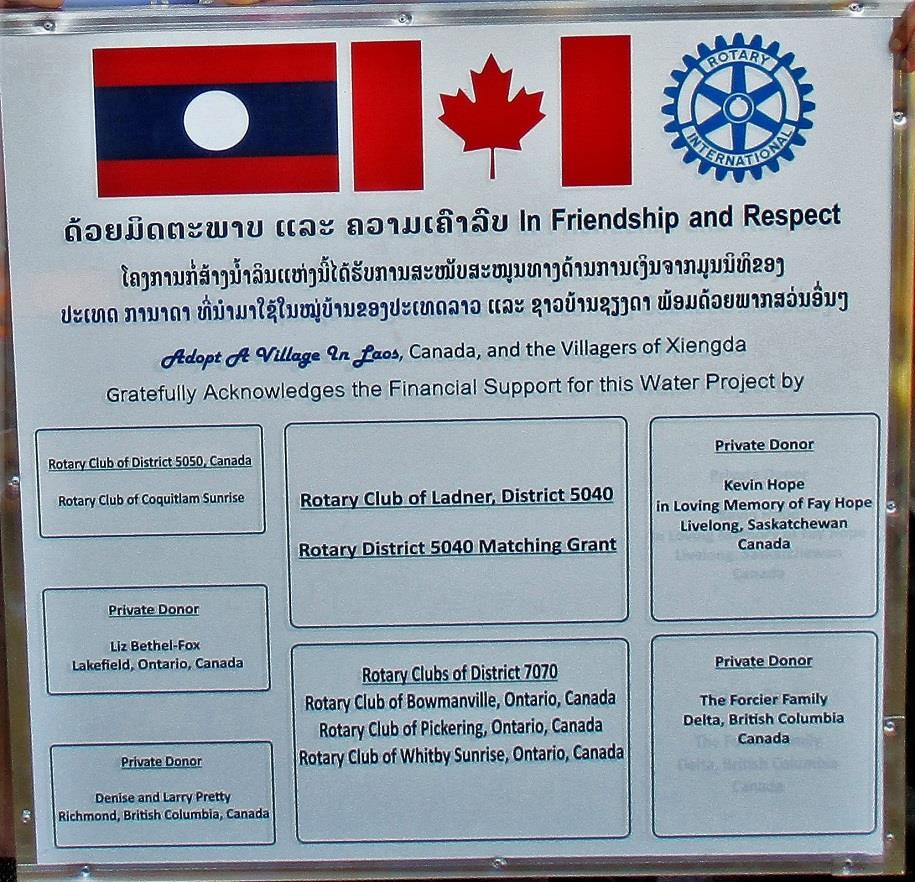 ROTARY INTERNATIONAL
ດ້ວຍມິດຕະພາບ ແລະ ຄວາມເຄົາລົບ In Friendship and Respect
ໂຄງການກໍ່ສ້າງນ້ຳລິນແຫ່ງນີ້ໄດ້ຮັບການສະໜັບສະໜູນທາງດ້ານການເງິນຈາກມູນນິທິຂອງ
ປະເທດ ການາດາ ທີ່ນຳມາໃຊ້ໃນໝູ່ບ້ານຂອງປະເທດລາວ ແລະ ຊາວບ້ານຊຽງດາ ພ້ອມດ້ວຍພາກສ່ວນອື່ນໆ
Adopt A Village In Laos, Canada, and the Villagers of Xiengda
Gratefully Acknowledges the Financial Support for this Water Project by
Rotary Club of District 5050, Canada
Rotary Club of Coquitlam Sunrise
Private Donor
Liz Bethel-Fox
Lakefield, Ontario, Canada
Private Donor
Denise and Larry Pretty
Richmond, British Columbia, Canada
Rotary Club of Ladner, District 5040
Rotary District 5040 Matching Grant
Rotary Clubs of District 7070
Rotary Club of Bowmanville, Ontario, Canada
Rotary Club of Pickering, Ontario, Canada
Rotary Club of Whitby Sunrise, Ontario, Canada
Private Donor
Kevin Hope
in Loving Memory of Fay Hope
Livelong, Saskatchewan
Canada
Private Donor
The Forcier Family
Delta, British Columbia
Canada